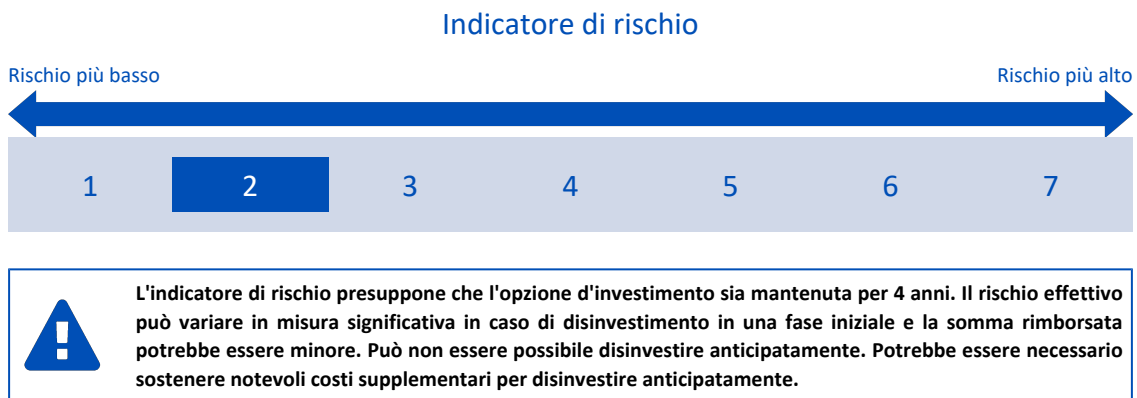 Indicatore di rischio
Rischio più basso
Rischio più alto
1 2 3 4 5 6 7
L'indicatore di rischio presuppone che l'opzione d'investimento sia mantenuta per 4 anni. Il rischio effettivo
può variare in misura significativa in caso di disinvestimento in una fase iniziale e la somma rimborsata
potrebbe essere minore. Può non essere possibile disinvestire anticipatamente. Potrebbe essere necessario
sostenere notevoli costi supplementari per disinvestire anticipatamente.